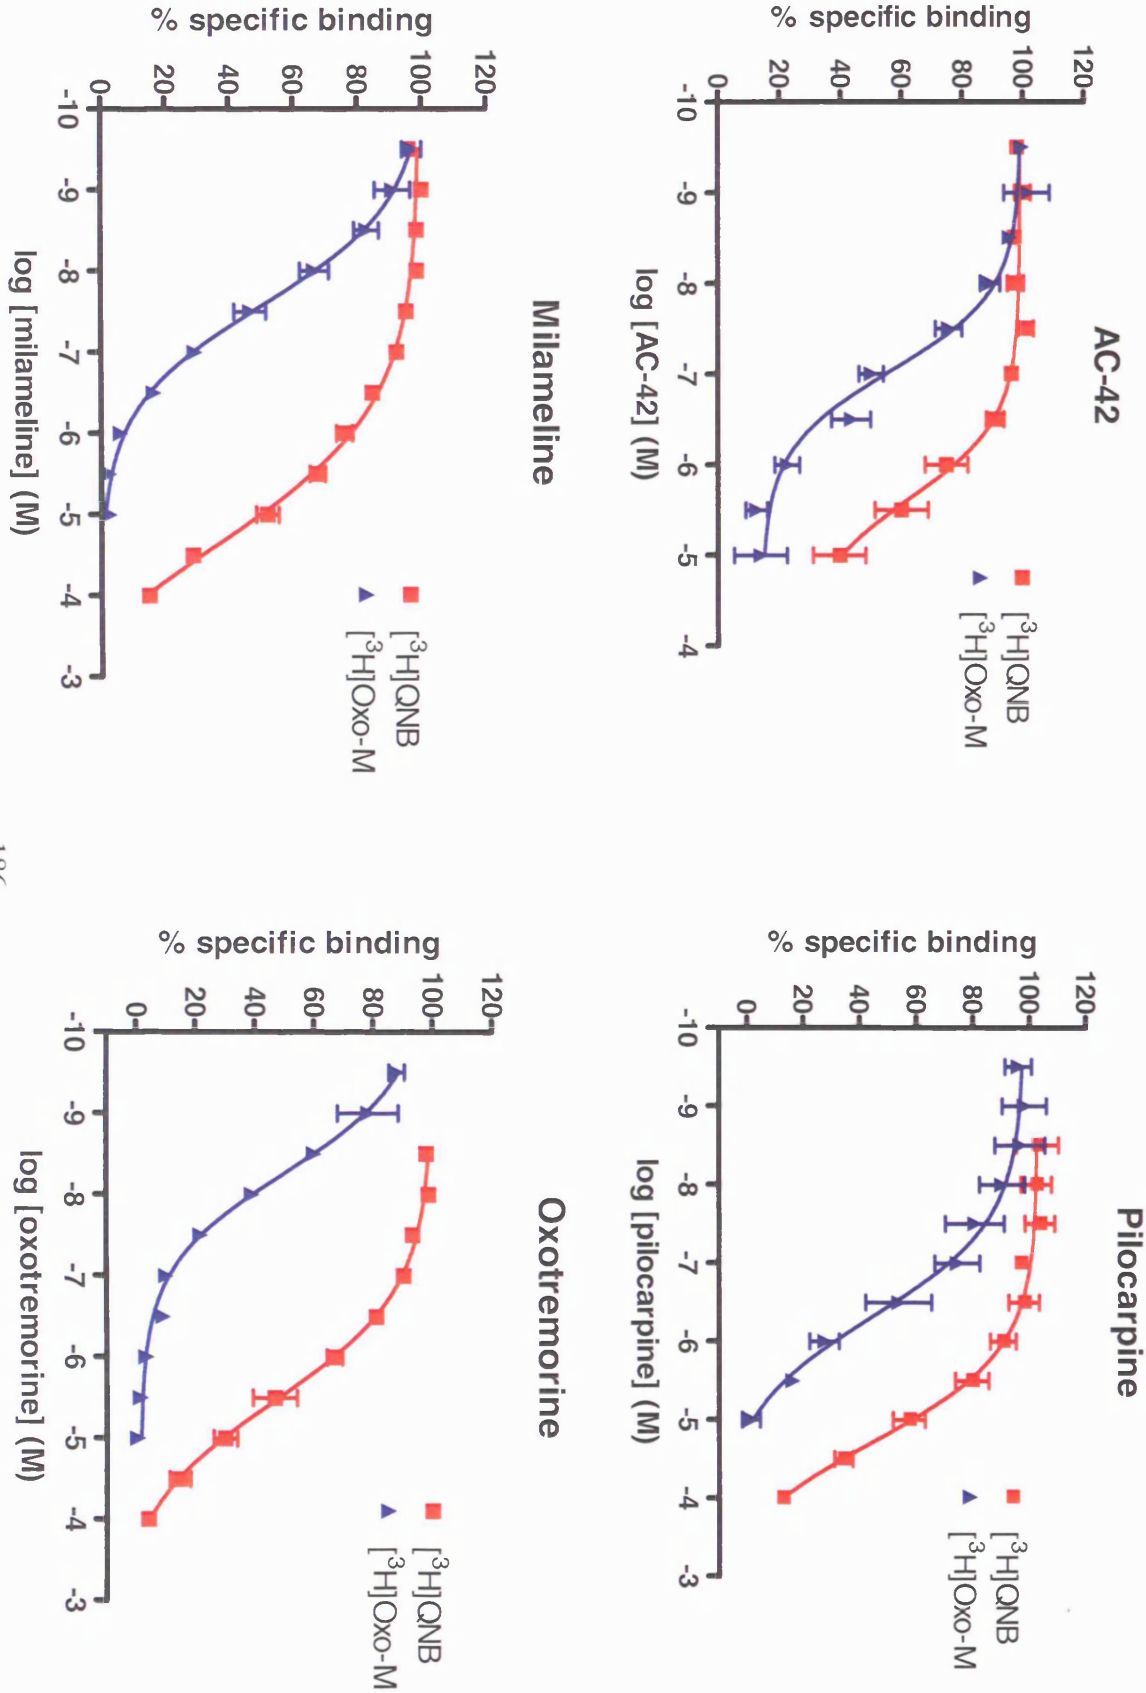 AC-42
% specific binding
120
100
80
60
40
20
0
-10
-9
-8
-7
-6
-5
-4
log [AC-42] (M)
[³H]QNB
[³H]Oxo-M
Pilocarpine
% specific binding
120
100
80
60
40
20
0
-10
-9
-8
-7
-6
-5
-4
-3
log [pilocarpine] (M)
[³H]QNB
[³H]Oxo-M
Milameline
% specific binding
120
100
80
60
40
20
0
-10
-9
-8
-7
-6
-5
-4
-3
log [milameline] (M)
[³H]QNB
[³H]Oxo-M
Oxotremorine
% specific binding
120
100
80
60
40
20
0
-10
-9
-8
-7
-6
-5
-4
-3
log [oxotremorine] (M)
[³H]QNB
[³H]Oxo-M